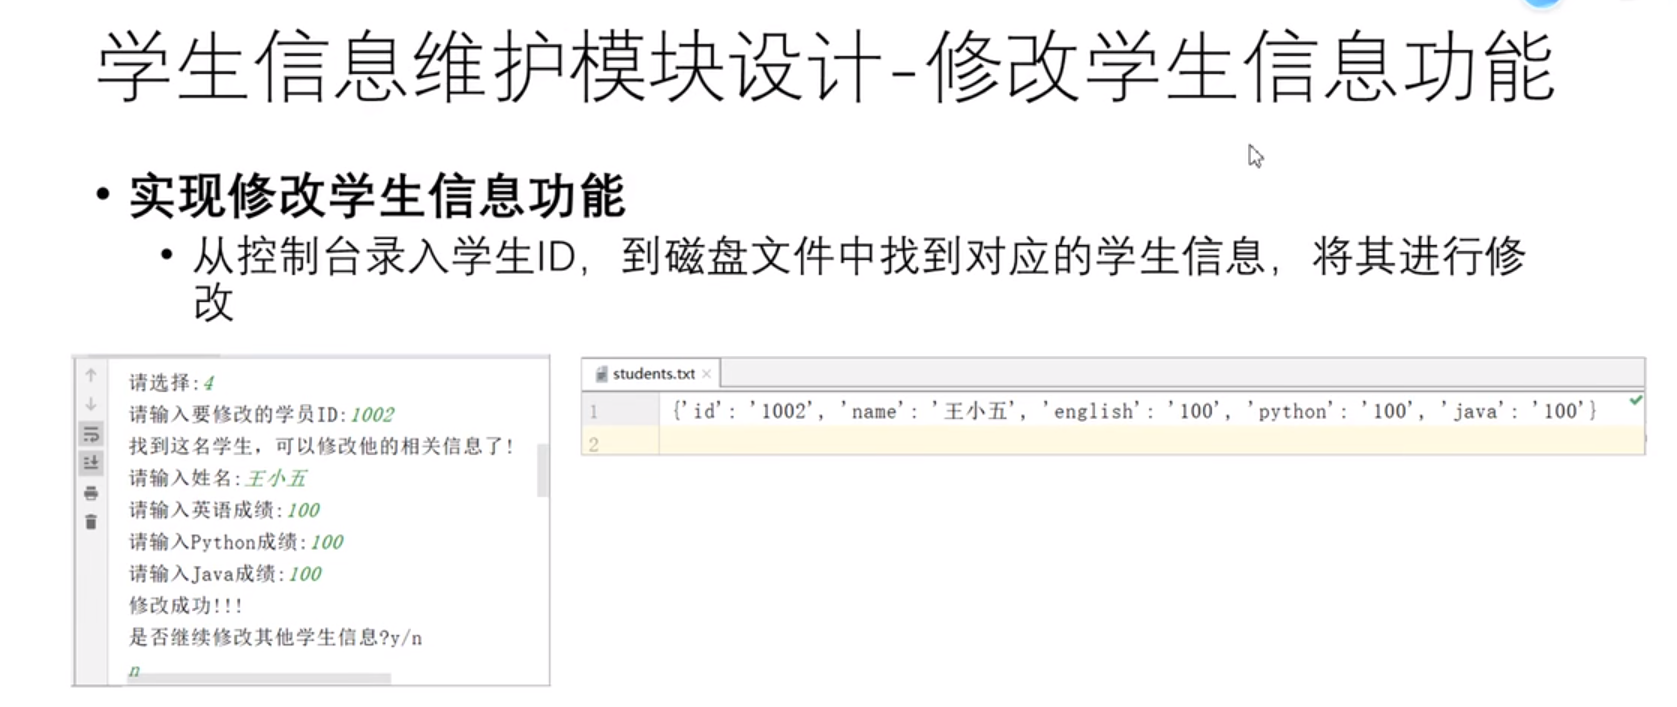 学生信息维护模块设计-修改学生信息功能
• 实现修改学生信息功能
• 从控制台录入学生ID，到磁盘文件中找到对应的学生信息，将其进行修
改
请选择:4
请输入要修改的学员ID:1002
找到这名学生，可以修改他的相关信息了!
请输入姓名:王小五
请输入英语成绩:100
请输入Python成绩:100
请输入Java成绩:100
修改成功!!!
是否继续修改其他学生信息?y/n
n
students.txt
1 {'id': '1002', 'name': '王小五', 'english': '100', 'python': '100', 'java': '100'}
2